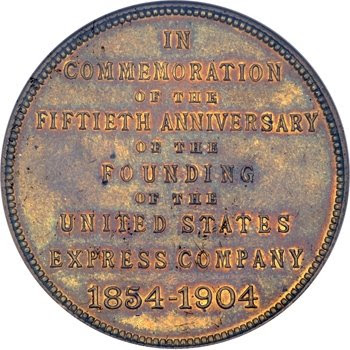 IN
COMMEMORATION
OF THE
FIFTIETH ANNIVERSARY
OF THE
FOUNDING
OF THE
UNITED STATES
EXPRESS COMPANY
1854-1904